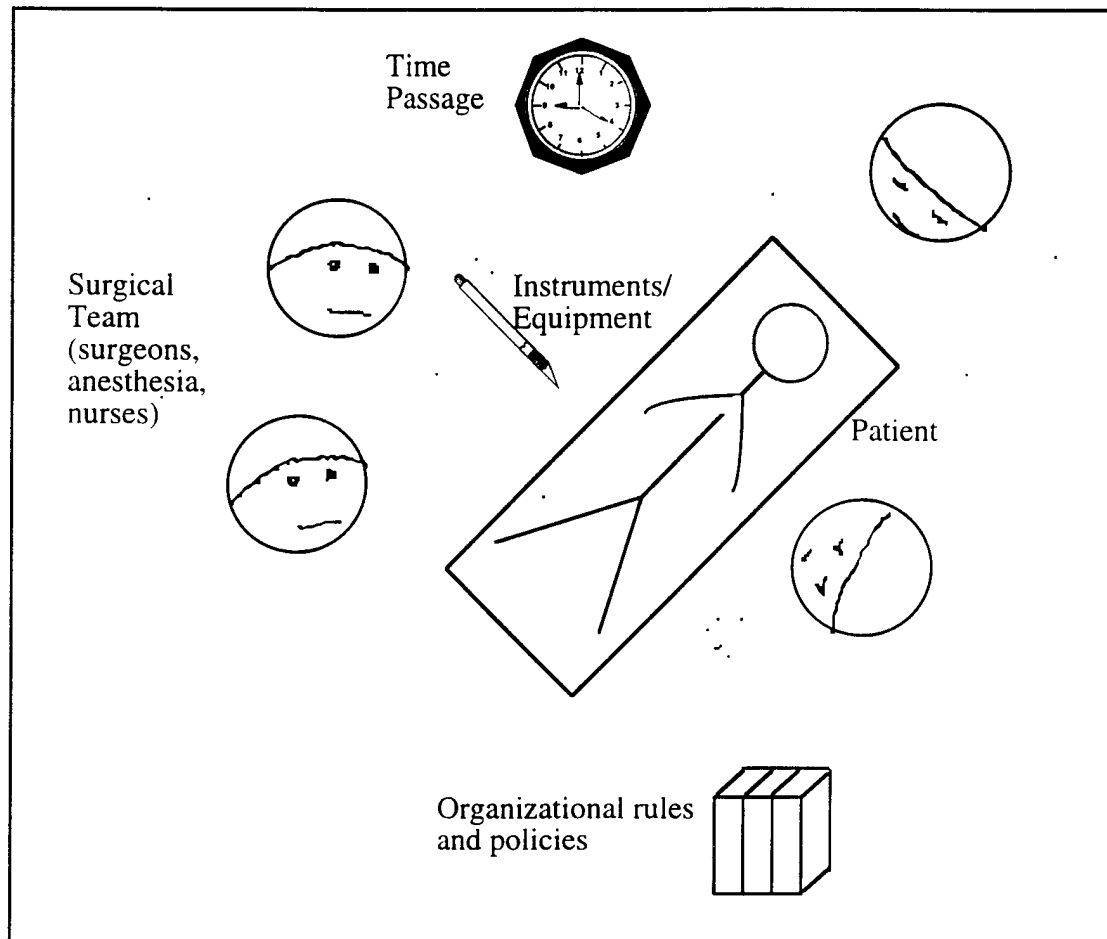 Time
Passage
Surgical
Team
(surgeons,
anesthesia,
nurses)
Instruments/
Equipment
Patient
Organizational rules
and policies